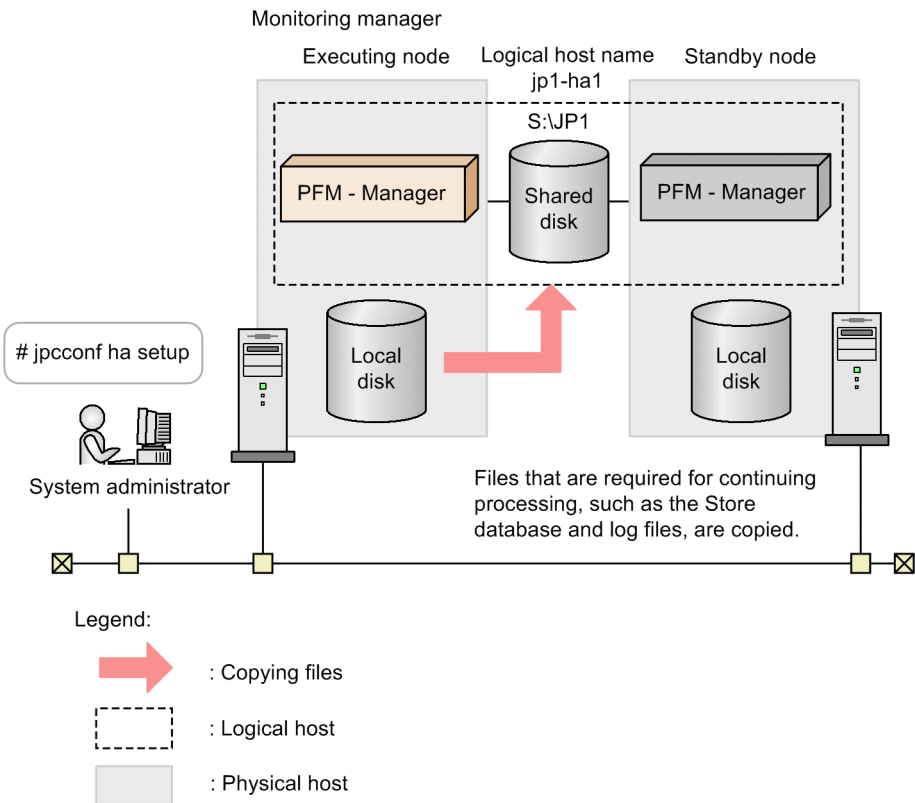 Monitoring manager
Executing node
Logical host name
jp1-ha1
Standby node
S:\JP1
PFM - Manager
Shared
disk
PFM - Manager
# jpcconf ha setup
Local
disk
Local
disk
System administrator
Files that are required for continuing
processing, such as the Store
database and log files, are copied.
Legend:
: Copying files
: Logical host
: Physical host